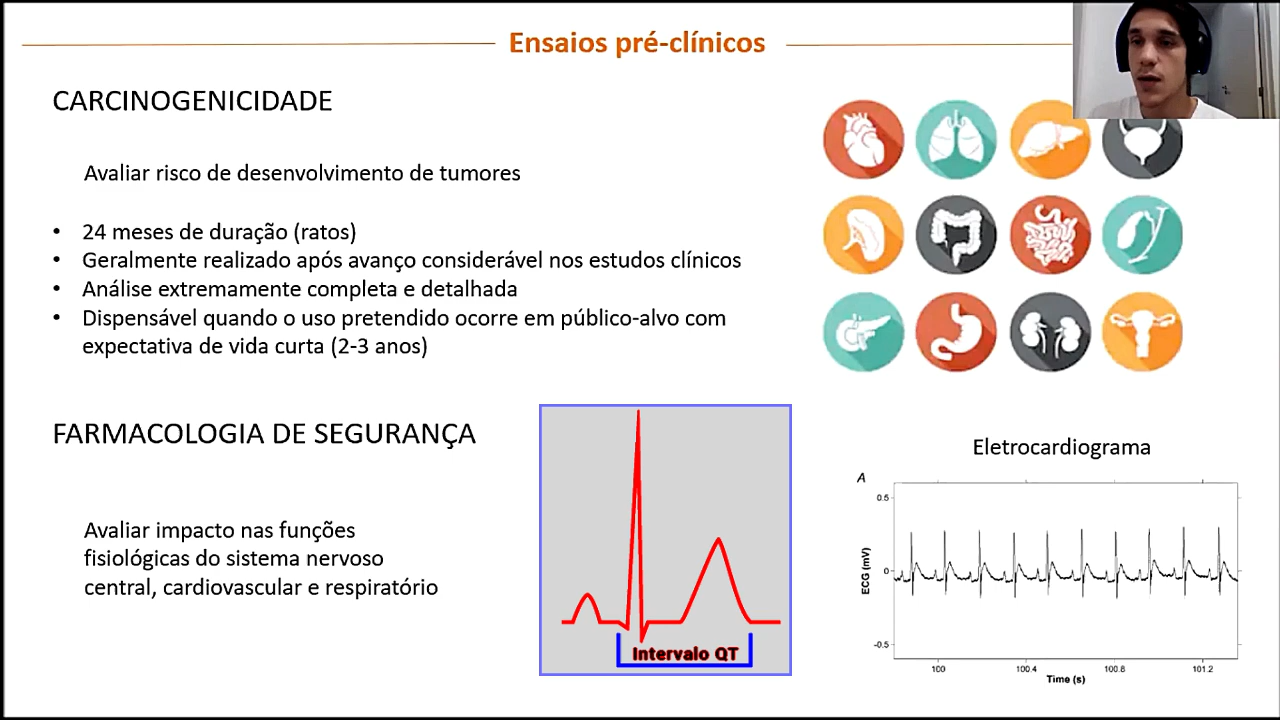 Ensaios pré-clínicos
CARCINOGENICIDADE
Avaliar risco de desenvolvimento de tumores
• 24 meses de duração (ratos)
• Geralmente realizado após avanço considerável nos estudos clínicos
• Análise extremamente completa e detalhada
• Dispensável quando o uso pretendido ocorre em público-alvo com
expectativa de vida curta (2-3 anos)
FARMACOLOGIA DE SEGURANÇA
Avaliar impacto nas funções
fisiológicas do sistema nervoso
central, cardiovascular e respiratório
Intervalo QT
Eletrocardiograma
A
0.5
0
-0.5
ECG (mV)
100
100.4
100.8
101.2
Time (s)